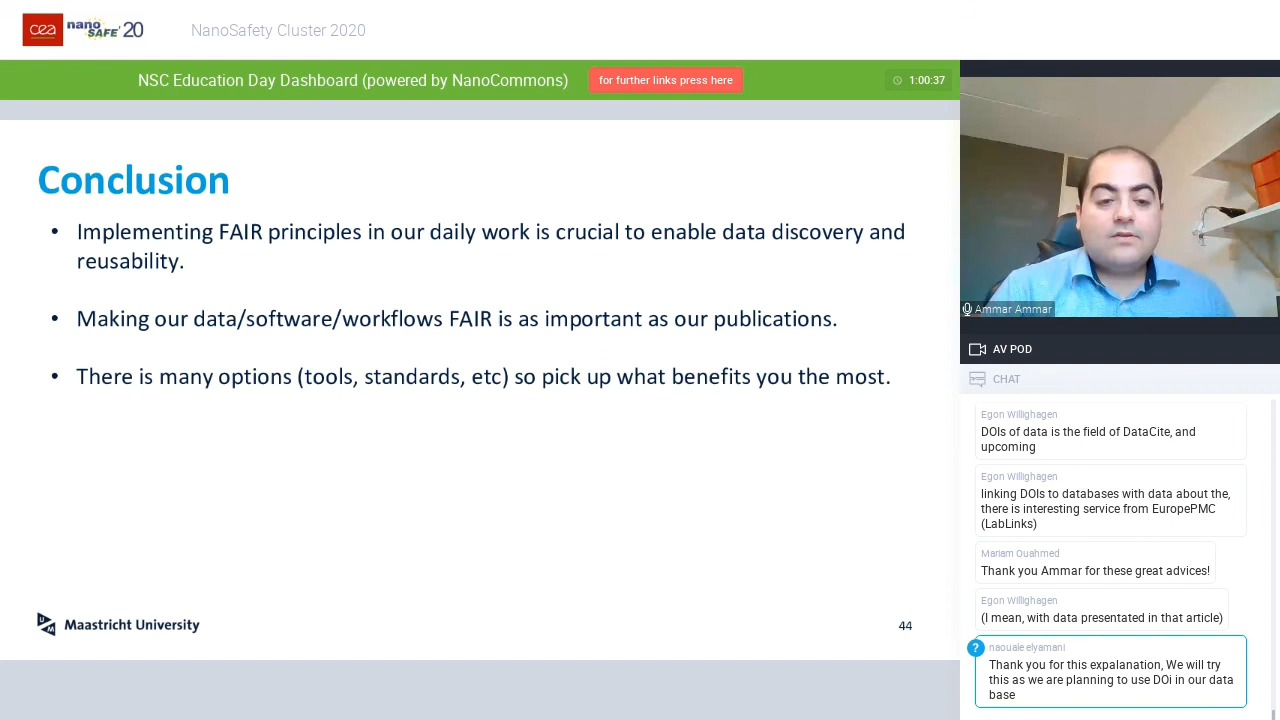 cea
nano
SAFE' 20
NanoSafety Cluster 2020
NSC Education Day Dashboard (powered by NanoCommons)
for further links press here
1:00:37
Conclusion
• Implementing FAIR principles in our daily work is crucial to enable data discovery and
reusability.
• Making our data/software/workflows FAIR is as important as our publications.
• There is many options (tools, standards, etc) so pick up what benefits you the most.
Maastricht University
44
Ammar Ammar
AV POD
CHAT
Egon Willighagen
DOIs of data is the field of DataCite, and
upcoming
Egon Willighagen
linking DOIs to databases with data about the,
there is interesting service from EuropePMC
(LabLinks)
Mariam Ouahmed
Thank you Ammar for these great advices!
Egon Willighagen
(I mean, with data presentated in that article)
?
naouale elyamani
Thank you for this expalanation, We will try
this as we are planning to use DOi in our data
base